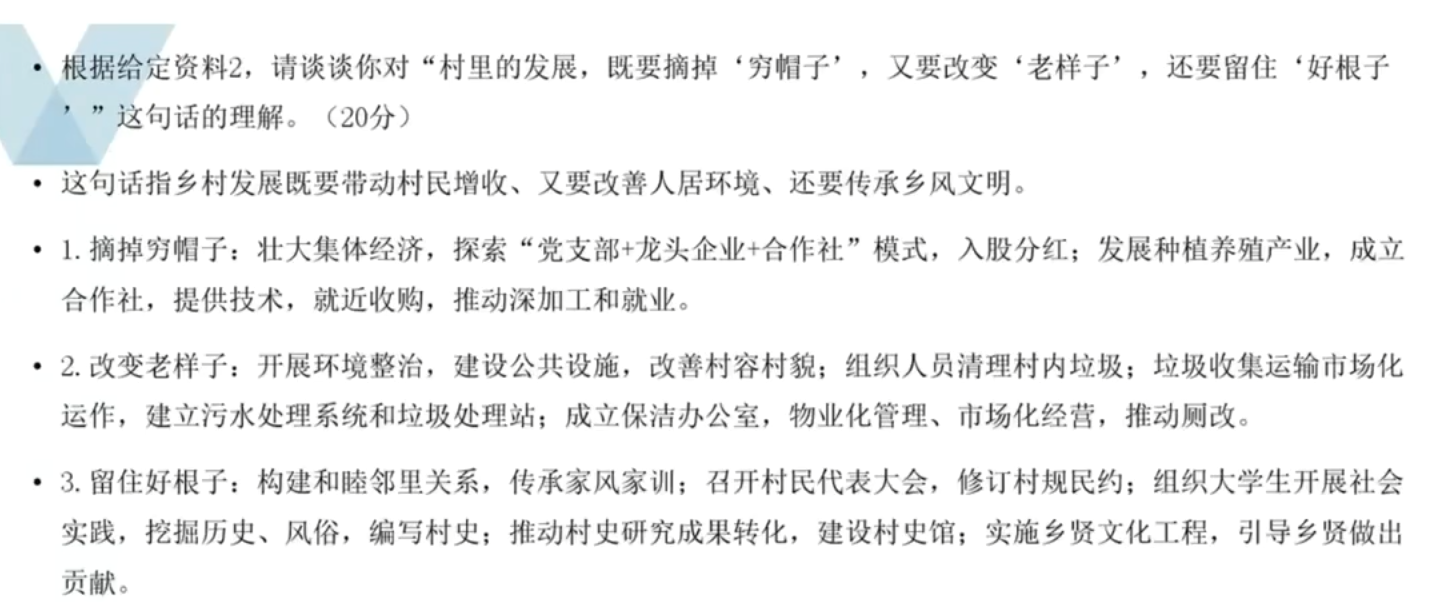 • 根据给定资料2，请谈谈你对“村里的发展，既要摘掉‘穷帽子’，又要改变‘老样子’，还要留住‘好根子
’”这句话的理解。（20分）
• 这句话指乡村发展既要带动村民增收、又要改善人居环境、还要传承乡风文明。
• 1. 摘掉穷帽子：壮大集体经济，探索“党支部+龙头企业+合作社”模式，入股分红；发展种植养殖产业，成立
合作社，提供技术，就近收购，推动深加工和就业。
• 2. 改变老样子：开展环境整治，建设公共设施，改善村容村貌；组织人员清理村内垃圾；垃圾收集运输市场化
运作，建立污水处理系统和垃圾处理站；成立保洁办公室，物业化管理、市场化经营，推动厕改。
• 3. 留住好根子：构建和睦邻里关系，传承家风家训；召开村民代表大会，修订村规民约；组织大学生开展社会
实践，挖掘历史、风俗，编写村史；推动村史研究成果转化，建设村史馆；实施乡贤文化工程，引导乡贤做出
贡献。